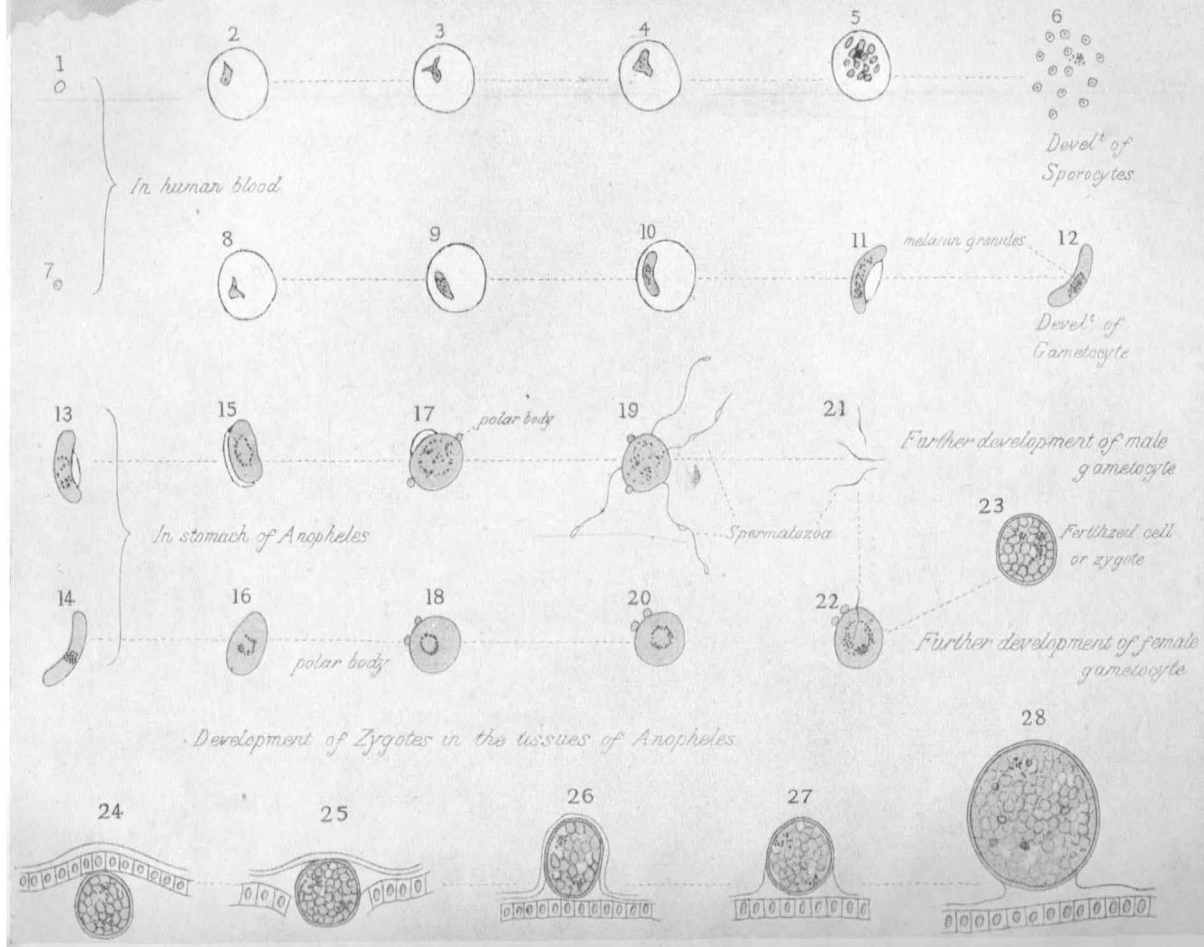 1
2
3
4
5
6
Develᵗ of
Sporocytes
In human blood
7
8
9
10
11
melanin granules
12
Develᵗ of
Gametocyte
13
15
17
polar body
19
21
Further development of male
gametocyte
In stomach of Anopheles
Spermatozoa
23
Fertilized cell
or zygote
14
16
polar body
18
20
22
Further development of female
gametocyte
Development of Zygotes in the tissues of Anopheles
24
25
26
27
28